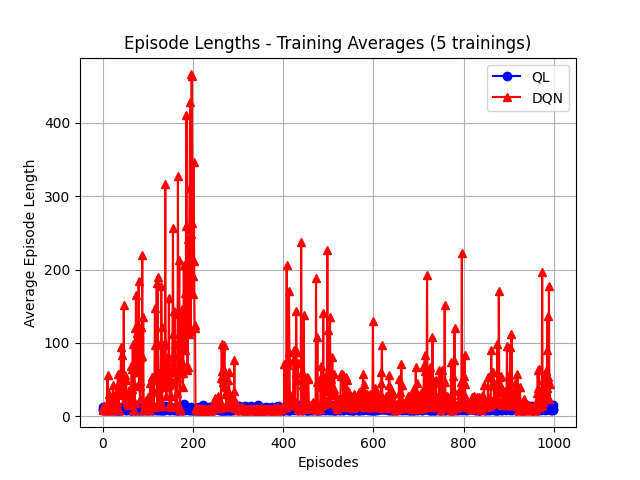 Episode Lengths - Training Averages (5 trainings)
QL
DQN
Average Episode Length
400
300
200
100
0
0 200 400 600 800 1000
Episodes